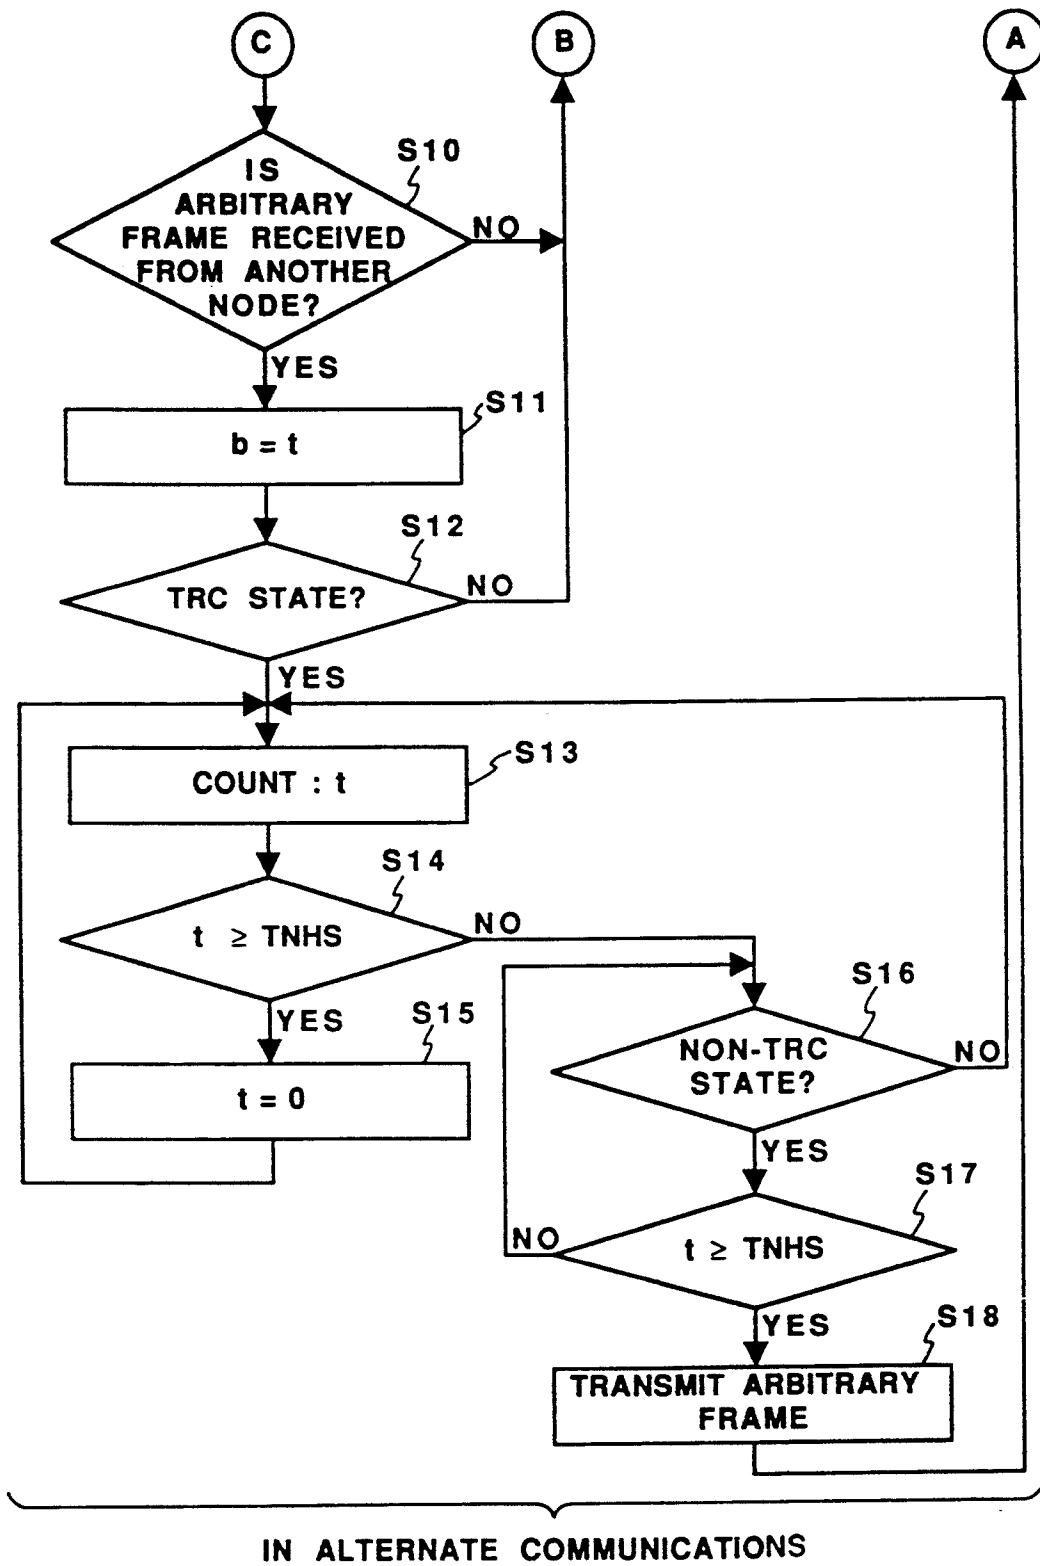 C
B
A
S10
IS
ARBITRARY
FRAME RECEIVED
FROM ANOTHER
NODE?
NO
YES
S11
b = t
S12
TRC STATE?
NO
YES
S13
COUNT : t
S14
t ≥ TNHS
NO
YES
S15
t = 0
S16
NON-TRC
STATE?
NO
YES
S17
t ≥ TNHS
NO
YES
S18
TRANSMIT ARBITRARY
FRAME
IN ALTERNATE COMMUNICATIONS